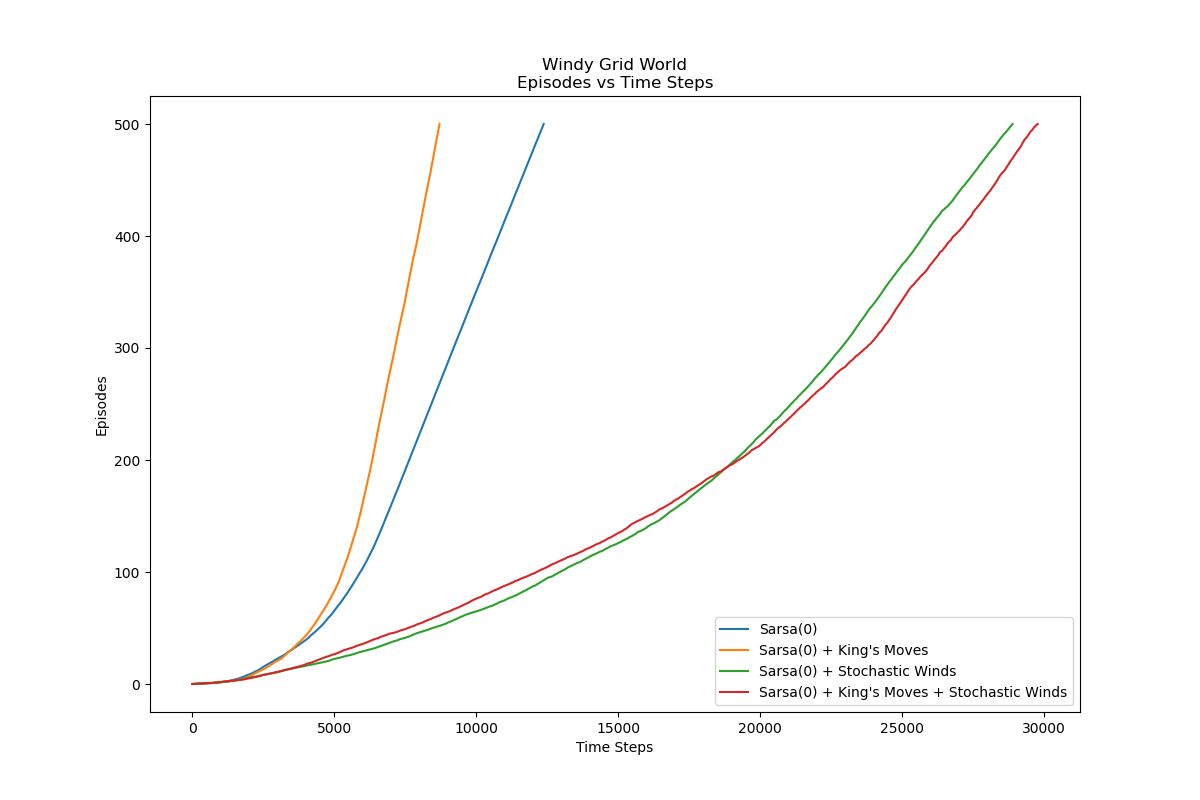 Windy Grid World
Episodes vs Time Steps
500
400
300
200
100
0
Episodes
0 5000 10000 15000 20000 25000 30000
Time Steps
Sarsa(0)
Sarsa(0) + King's Moves
Sarsa(0) + Stochastic Winds
Sarsa(0) + King's Moves + Stochastic Winds